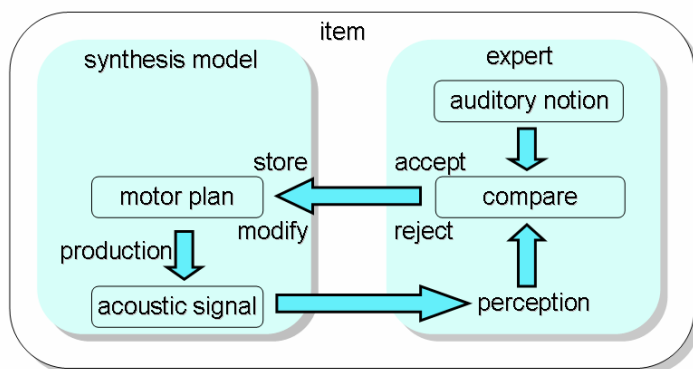 item
synthesis model
expert
auditory notion
store
accept
motor plan
compare
modify
reject
production
acoustic signal
perception